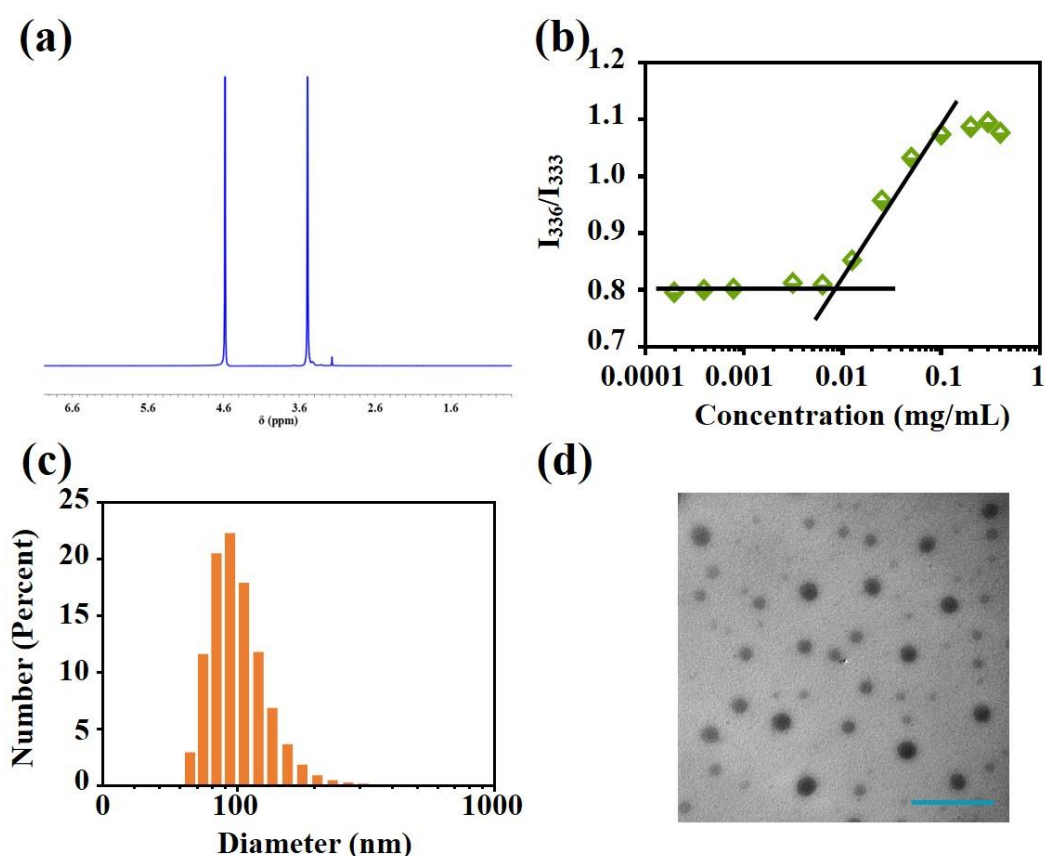 (a)
6.6 5.6 4.6 3.6 2.6 1.6
δ (ppm)
(b)
1.2
1.1
1.0
0.9
0.8
0.7
I336/I333
0.0001 0.001 0.01 0.1 1
Concentration (mg/mL)
(c)
25
20
15
10
5
0
Number (Percent)
0 100 1000
Diameter (nm)
(d)